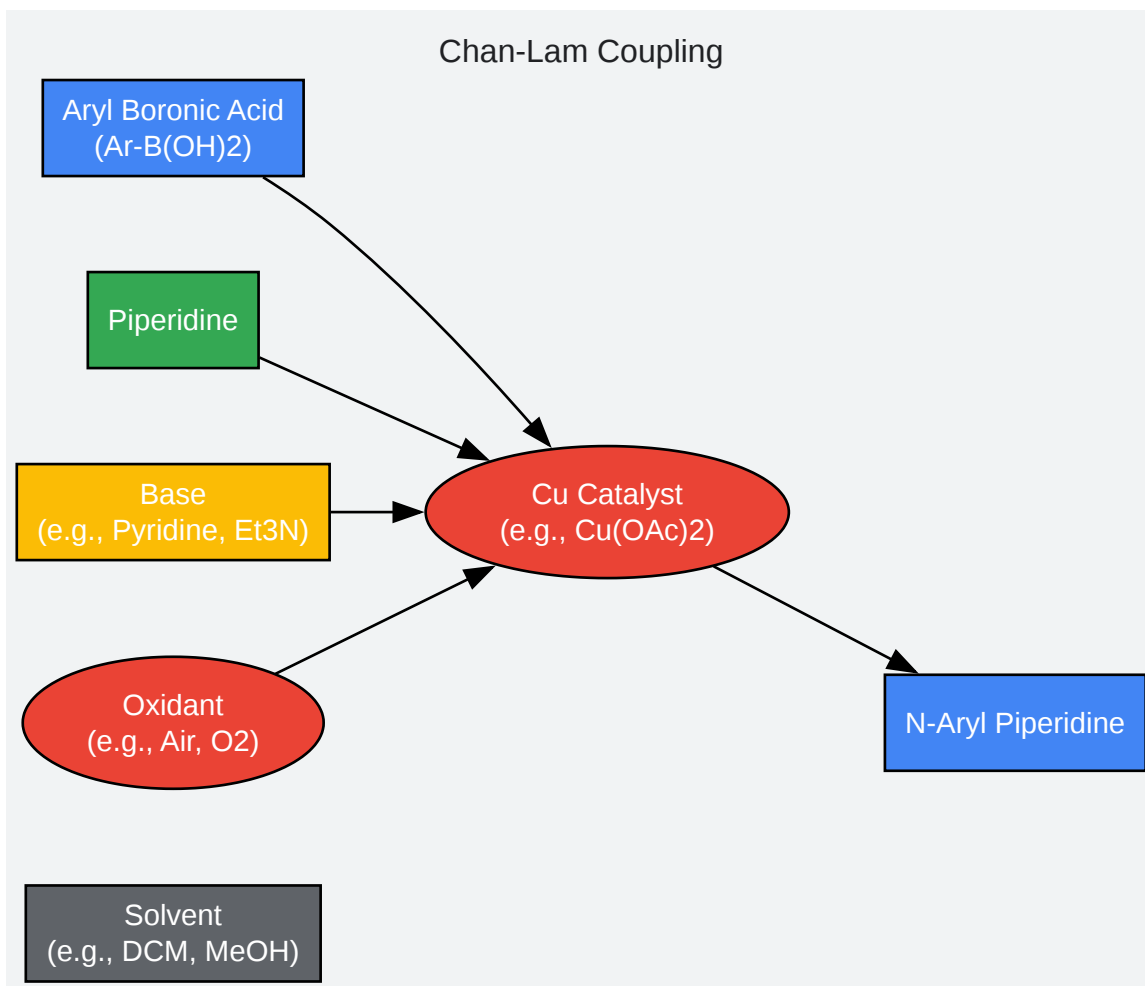 Chan-Lam Coupling
Aryl Boronic Acid
(Ar-B(OH)2)
Piperidine
Base
(e.g., Pyridine, Et3N)
Cu Catalyst
(e.g., Cu(OAc)2)
Oxidant
(e.g., Air, O2)
N-Aryl Piperidine
Solvent
(e.g., DCM, MeOH)